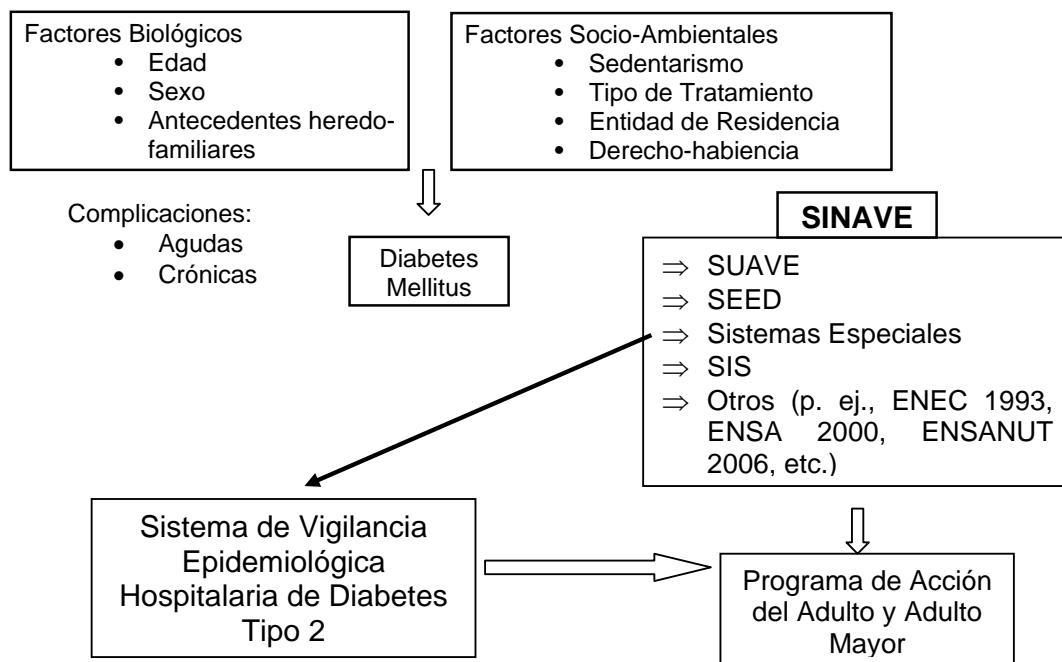 Factores Biológicos
• Edad
• Sexo
• Antecedentes heredo-
familiares
Factores Socio-Ambientales
• Sedentarismo
• Tipo de Tratamiento
• Entidad de Residencia
• Derecho-habiencia
Complicaciones:
• Agudas
• Crónicas
Diabetes
Mellitus
SINAVE
⇒ SUAVE
⇒ SEED
⇒ Sistemas Especiales
⇒ SIS
⇒ Otros (p. ej., ENEC 1993,
ENSA 2000, ENSANUT
2006, etc.)
Sistema de Vigilancia
Epidemiológica
Hospitalaria de Diabetes
Tipo 2
Programa de Acción
del Adulto y Adulto
Mayor